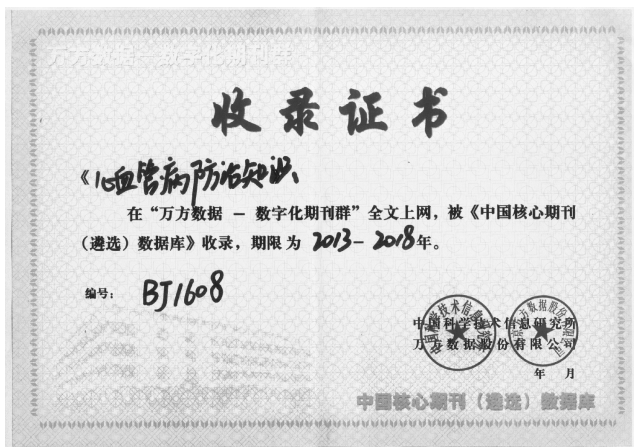 万方数据—数字化期刊群
收录证书
《心血管病防治知识》
在“万方数据 — 数字化期刊群”全文上网，被《中国核心期刊
（遴选）数据库》收录，期限为 2013-2018年。
编号： BJ1608
中国科学技术信息研究所
万方数据股份有限公司
年 月
中国核心期刊（遴选）数据库